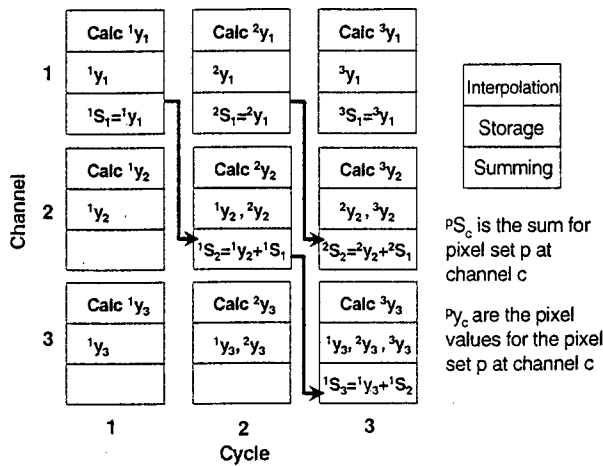 Calc ¹y₁
¹y₁
¹S₁=¹y₁
Calc ²y₁
²y₁
²S₁=²y₁
Calc ³y₁
³y₁
³S₁=³y₁
Calc ¹y₂
¹y₂
Calc ²y₂
¹y₂ , ²y₂
¹S₂=¹y₂+¹S₁
Calc ³y₂
²y₂ , ³y₂
²S₂=²y₂+²S₁
Calc ¹y₃
¹y₃
Calc ²y₃
¹y₃, ²y₃
Calc ³y₃
¹y₃, ²y₃ , ³y₃
¹S₃=¹y₃+¹S₂
1
2
3
Channel
1
2
3
Cycle
Interpolation
Storage
Summing
ᵖS꜀ is the sum for
pixel set p at
channel c
ᵖy꜀ are the pixel
values for the pixel
set p at channel c